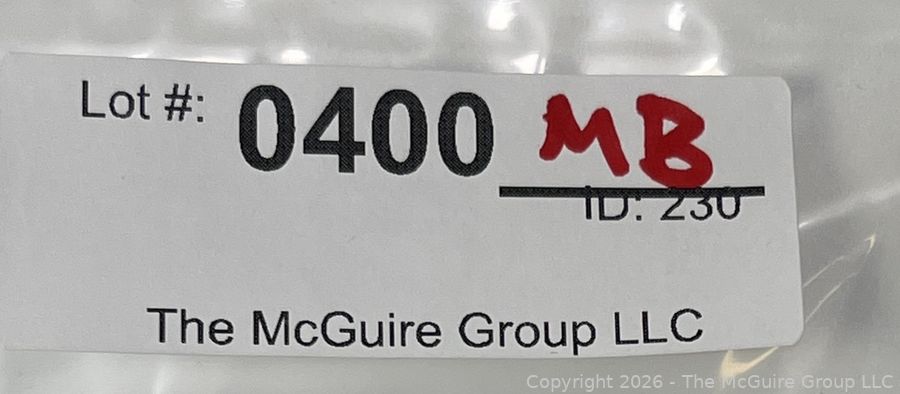 Lot #: 0400 MB
ID: 230
The McGuire Group LLC
Copyright 2026 - The McGuire Group LLC